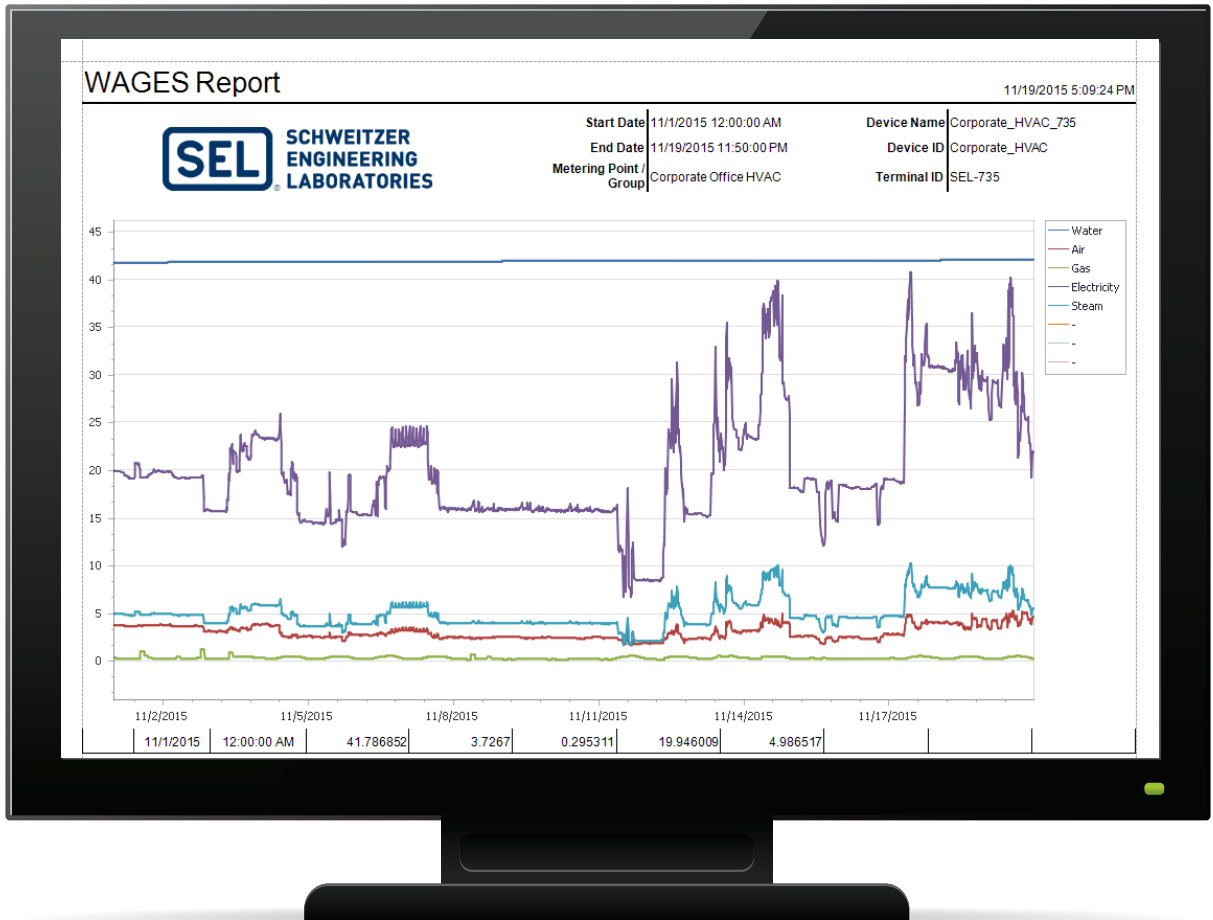 WAGES Report
11/19/2015 5:09:24 PM
SEL
®
SCHWEITZER
ENGINEERING
LABORATORIES
Start Date 11/1/2015 12:00:00 AM
End Date 11/19/2015 11:50:00 PM
Metering Point /
Group Corporate Office HVAC
Device Name Corporate_HVAC_735
Device ID Corporate_HVAC
Terminal ID SEL-735
45
40
35
30
25
20
15
10
5
0
Water
Air
Gas
Electricity
Steam
-
-
-
11/2/2015 11/5/2015 11/8/2015 11/11/2015 11/14/2015 11/17/2015
11/1/2015 12:00:00 AM 41.786852 3.7267 0.295311 19.946009 4.986517